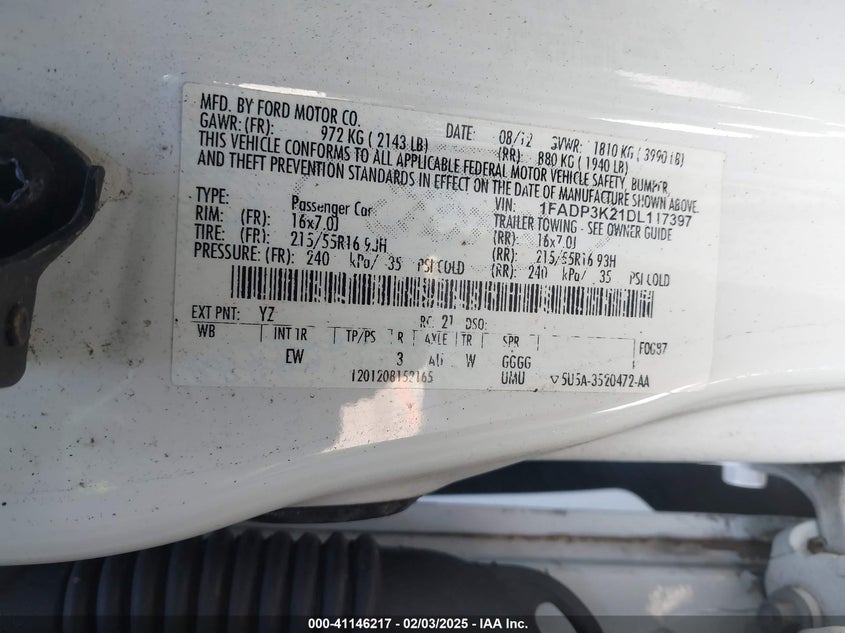 MFD. BY FORD MOTOR CO.
DATE: 08/12 GVWR: 1810 KG ( 3990 LB)
GAWR: (FR): 972 KG ( 2143 LB) (RR): 880 KG ( 1940 LB)
THIS VEHICLE CONFORMS TO ALL APPLICABLE FEDERAL MOTOR VEHICLE SAFETY, BUMPER,
AND THEFT PREVENTION STANDARDS IN EFFECT ON THE DATE OF MANUFACTURE SHOWN ABOVE.
VIN: 1FADP3K21DL117397
TYPE: Passenger Car TRAILER TOWING - SEE OWNER GUIDE
RIM: (FR): 16x7.0J (RR): 16x7.0J
TIRE: (FR): 215/55R16 93H (RR): 215/55R16 93H
PRESSURE: (FR): 240 kPa/ 35 PSI COLD (RR): 240 kPa/ 35 PSI COLD
EXT PNT: YZ RC: 21 DSO:
WB INT TR TP/PS R AXLE TR SPR
EW 3 W GGGG
UMU
5U5A-3520472-AA
000-41146217 - 02/03/2025 - IAA Inc.